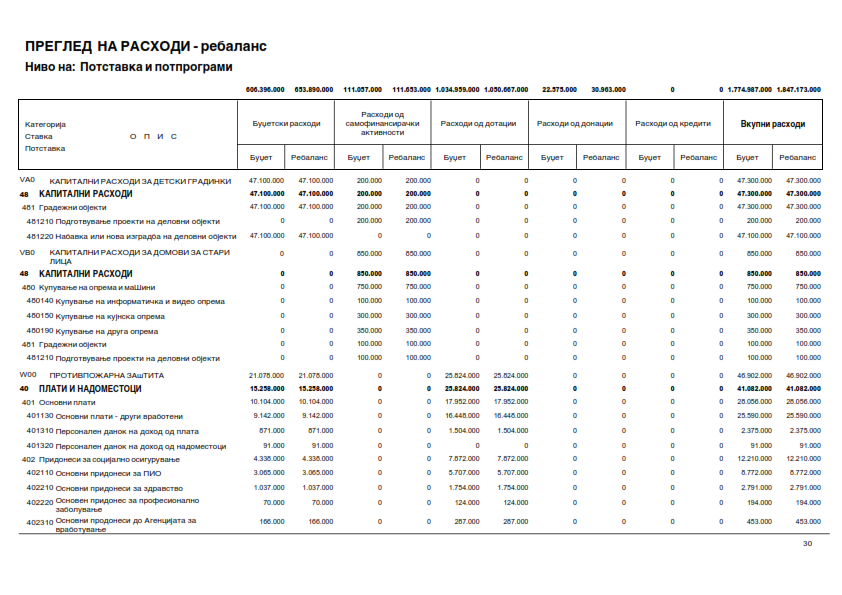 ПРЕГЛЕД НА РАСХОДИ - ребаланс
Ниво на: Потставка и потпрограми
606.396.000 653.890.000 111.057.000 111.653.000 1.034.959.000 1.050.667.000 22.575.000 30.963.000 0 0 1.774.987.000 1.847.173.000
Категорија
Ставка О П И С
Потставка
Буџетски расходи
Расходи од самофинансирачки активности
Расходи од дотации
Расходи од донации
Расходи од кредити
Вкупни расходи
Буџет Ребаланс Буџет Ребаланс Буџет Ребаланс Буџет Ребаланс Буџет Ребаланс Буџет Ребаланс
VA0 КАПИТАЛНИ РАСХОДИ ЗА ДЕТСКИ ГРАДИНКИ 47.100.000 47.100.000 200.000 200.000 0 0 0 0 0 0 47.300.000 47.300.000
48 КАПИТАЛНИ РАСХОДИ 47.100.000 47.100.000 200.000 200.000 0 0 0 0 0 0 47.300.000 47.300.000
481 Градежни објекти 47.100.000 47.100.000 200.000 200.000 0 0 0 0 0 0 47.300.000 47.300.000
481210 Подготвување проекти на деловни објекти 0 0 200.000 200.000 0 0 0 0 0 0 200.000 200.000
481220 Набавка или нова изградба на деловни објекти 47.100.000 47.100.000 0 0 0 0 0 0 0 0 47.100.000 47.100.000
VB0 КАПИТАЛНИ РАСХОДИ ЗА ДОМОВИ ЗА СТАРИ 0 0 850.000 850.000 0 0 0 0 0 0 850.000 850.000
ЛИЦА
48 КАПИТАЛНИ РАСХОДИ 0 0 850.000 850.000 0 0 0 0 0 0 850.000 850.000
480 Купување на опрема и маШини 0 0 750.000 750.000 0 0 0 0 0 0 750.000 750.000
480140 Купување на информатичка и видео опрема 0 0 100.000 100.000 0 0 0 0 0 0 100.000 100.000
480150 Купување на кујнска опрема 0 0 300.000 300.000 0 0 0 0 0 0 300.000 300.000
480190 Купување на друга опрема 0 0 350.000 350.000 0 0 0 0 0 0 350.000 350.000
481 Градежни објекти 0 0 100.000 100.000 0 0 0 0 0 0 100.000 100.000
481210 Подготвување проекти на деловни објекти 0 0 100.000 100.000 0 0 0 0 0 0 100.000 100.000
W00 ПРОТИВПОЖАРНА ЗАшТИТА 21.078.000 21.078.000 0 0 25.824.000 25.824.000 0 0 0 0 46.902.000 46.902.000
40 ПЛАТИ И НАДОМЕСТОЦИ 15.258.000 15.258.000 0 0 25.824.000 25.824.000 0 0 0 0 41.082.000 41.082.000
401 Основни плати 10.104.000 10.104.000 0 0 17.952.000 17.952.000 0 0 0 0 28.056.000 28.056.000
401130 Основни плати - други вработени 9.142.000 9.142.000 0 0 16.448.000 16.448.000 0 0 0 0 25.590.000 25.590.000
401310 Персонален данок на доход од плата 871.000 871.000 0 0 1.504.000 1.504.000 0 0 0 0 2.375.000 2.375.000
401320 Персонален данок на доход од надоместоци 91.000 91.000 0 0 0 0 0 0 0 0 91.000 91.000
402 Придонеси за социјално осигурување 4.338.000 4.338.000 0 0 7.872.000 7.872.000 0 0 0 0 12.210.000 12.210.000
402110 Основни придонеси за ПИО 3.065.000 3.065.000 0 0 5.707.000 5.707.000 0 0 0 0 8.772.000 8.772.000
402210 Основни придонеси за здравство 1.037.000 1.037.000 0 0 1.754.000 1.754.000 0 0 0 0 2.791.000 2.791.000
402220 Основен придонес за професионално 70.000 70.000 0 0 124.000 124.000 0 0 0 0 194.000 194.000
заболување
402310 Основни продонеси до Агенцијата за 166.000 166.000 0 0 287.000 287.000 0 0 0 0 453.000 453.000
вработување
30